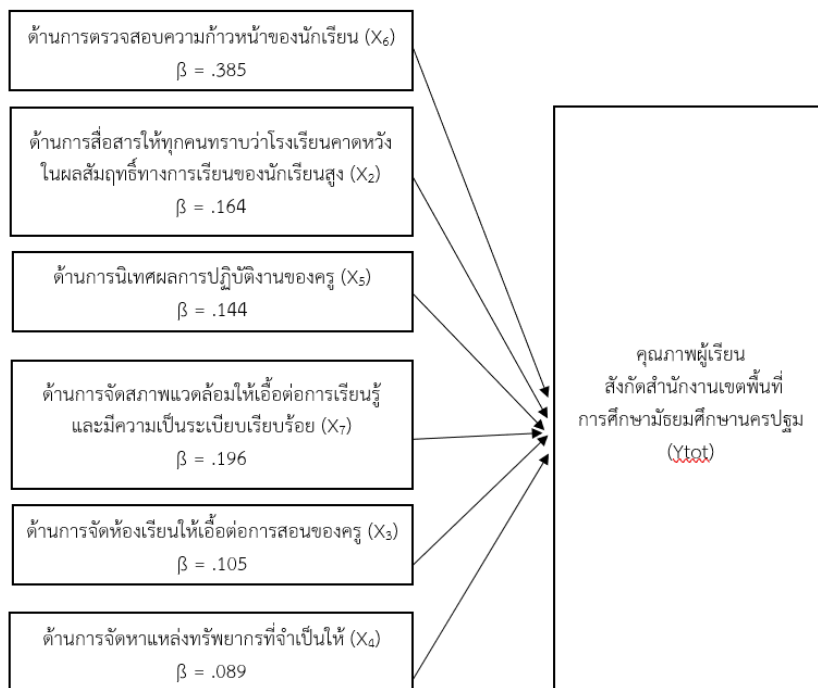 ด้านการตรวจสอบความก้าวหน้าของนักเรียน (X₆)
β = .385
ด้านการสื่อสารให้ทุกคนทราบว่าโรงเรียนคาดหวัง
ในผลสัมฤทธิ์ทางการเรียนของนักเรียนสูง (X₂)
β = .164
ด้านการนิเทศผลการปฏิบัติงานของครู (X₅)
β = .144
ด้านการจัดสภาพแวดล้อมให้เอื้อต่อการเรียนรู้
และมีความเป็นระเบียบเรียบร้อย (X₇)
β = .196
ด้านการจัดห้องเรียนให้เอื้อต่อการสอนของครู (X₃)
β = .105
ด้านการจัดหาแหล่งทรัพยากรที่จำเป็นให้ (X₄)
β = .089
คุณภาพผู้เรียน
สังกัดสำนักงานเขตพื้นที่
การศึกษามัธยมศึกษานครปฐม
(Ytot)